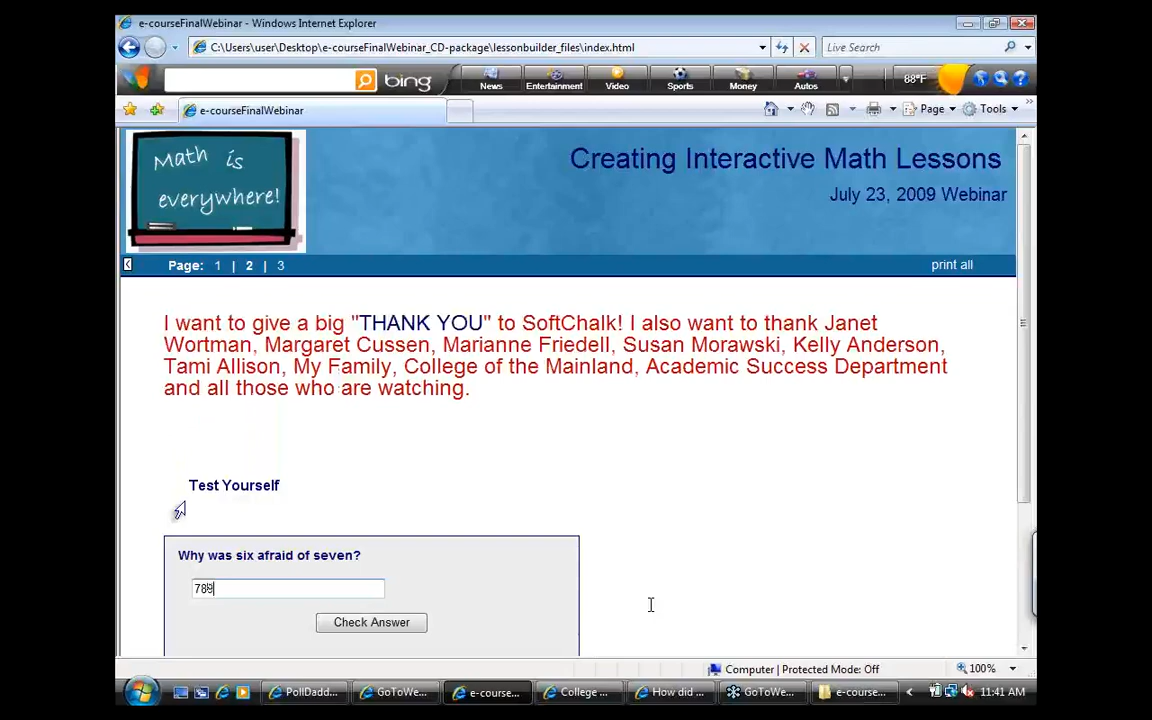 e-courseFinalWebinar - Windows Internet Explorer
C:\Users\user\Desktop\e-courseFinalWebinar_CD-package\lessonbuilder_files\index.html
Live Search
bing
News
Entertainment
Video
Sports
Money
Autos
88°F
e-courseFinalWebinar
Page
Tools
Math is
everywhere!
Creating Interactive Math Lessons
July 23, 2009 Webinar
Page: 1 | 2 | 3
print all
I want to give a big "THANK YOU" to SoftChalk! I also want to thank Janet
Wortman, Margaret Cussen, Marianne Friedell, Susan Morawski, Kelly Anderson,
Tami Allison, My Family, College of the Mainland, Academic Success Department
and all those who are watching.
Test Yourself
Why was six afraid of seven?
789
Check Answer
Computer | Protected Mode: Off
100%
PollDadd...
GoToWe...
e-course...
College ...
How did ...
GoToWe...
e-course...
11:41 AM